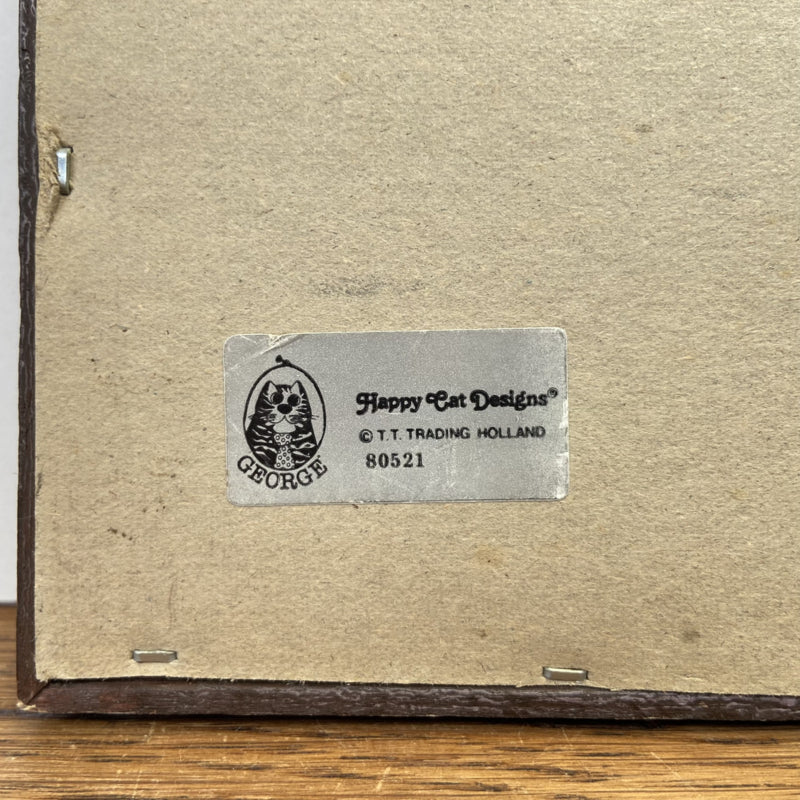 Happy Cat Designs®
© T.T. TRADING HOLLAND
80521
GEORGE